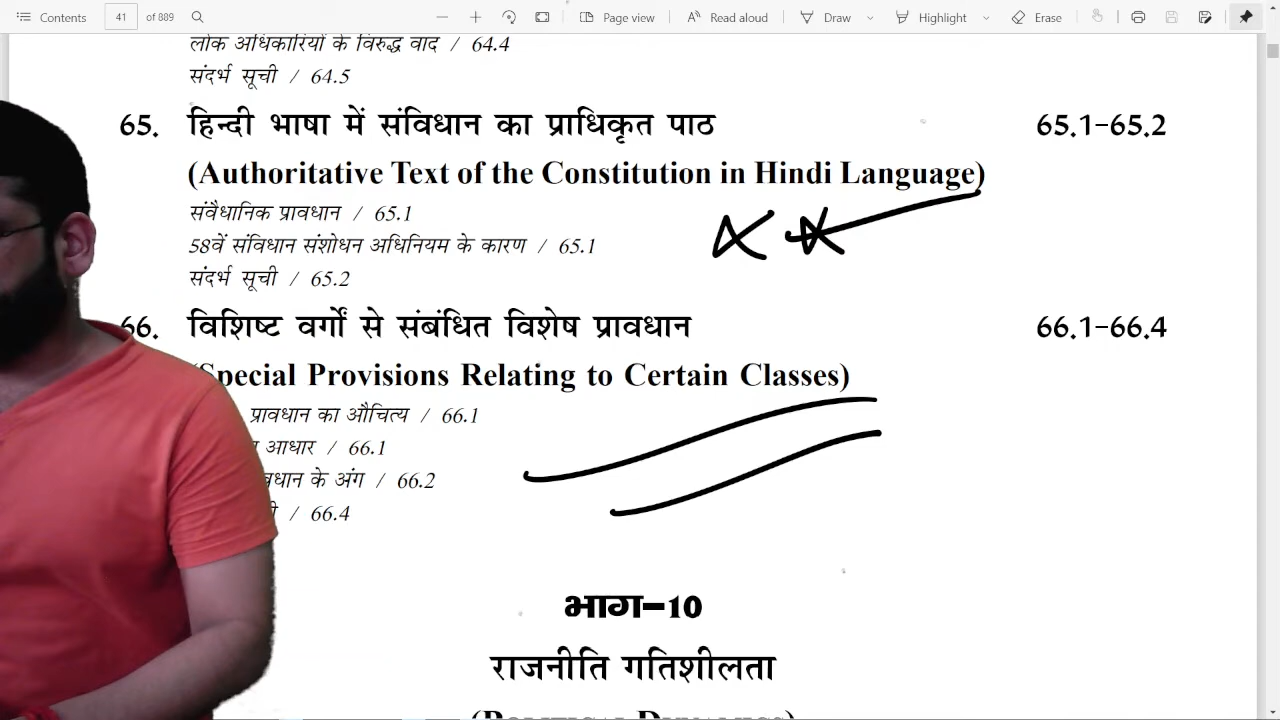 Contents 41 of 889 Page view Read aloud Draw Highlight Erase
लोक अधिकारियों के विरुद्ध वाद / 64.4
संदर्भ सूची / 64.5
65. हिन्दी भाषा में संविधान का प्राधिकृत पाठ 65.1-65.2
(Authoritative Text of the Constitution in Hindi Language)
संवैधानिक प्रावधान / 65.1
58वें संविधान संशोधन अधिनियम के कारण / 65.1
संदर्भ सूची / 65.2
66. विशिष्ट वर्गों से संबंधित विशेष प्रावधान 66.1-66.4
(Special Provisions Relating to Certain Classes)
प्रावधान का औचित्य / 66.1
आधार / 66.1
के अंग / 66.2
/ 66.4
भाग-10
राजनीति गतिशीलता